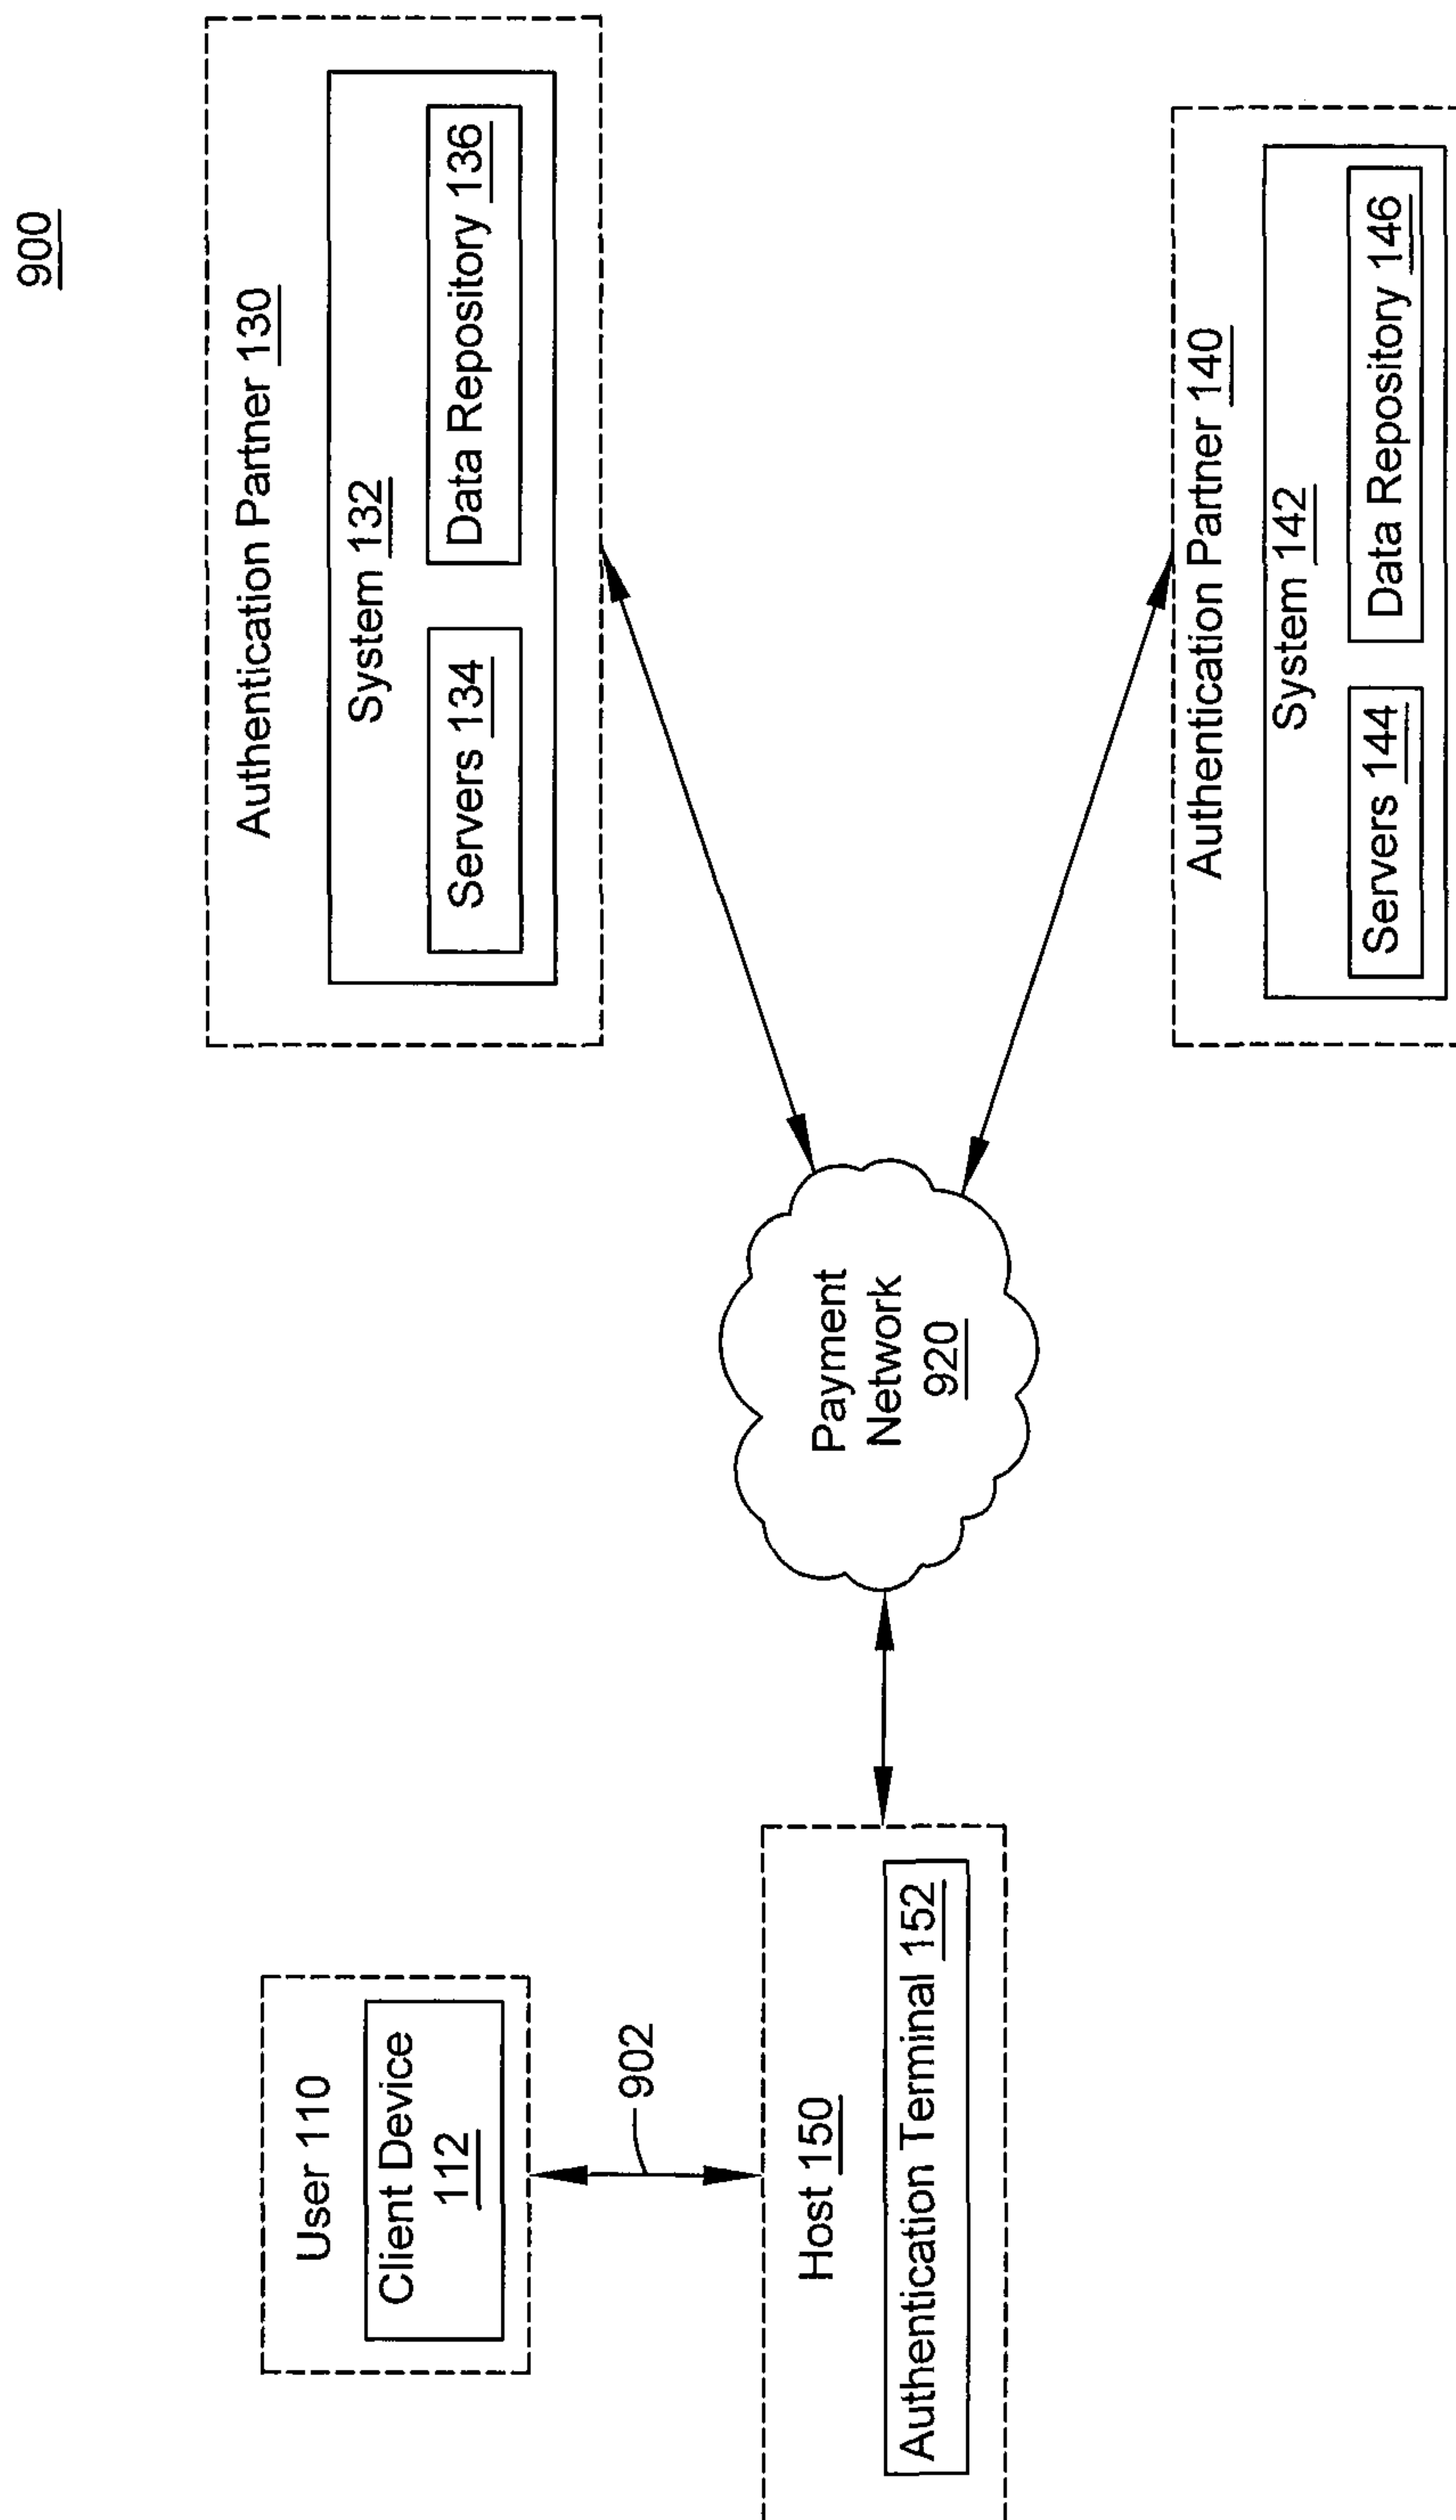 900
Authentication Partner 130
System 132
Servers 134
Data Repository 136
User 110
Client Device
112
902
Payment
Network
920
Host 150
Authentication Terminal 152
Authentication Partner 140
System 142
Servers 144
Data Repository 146